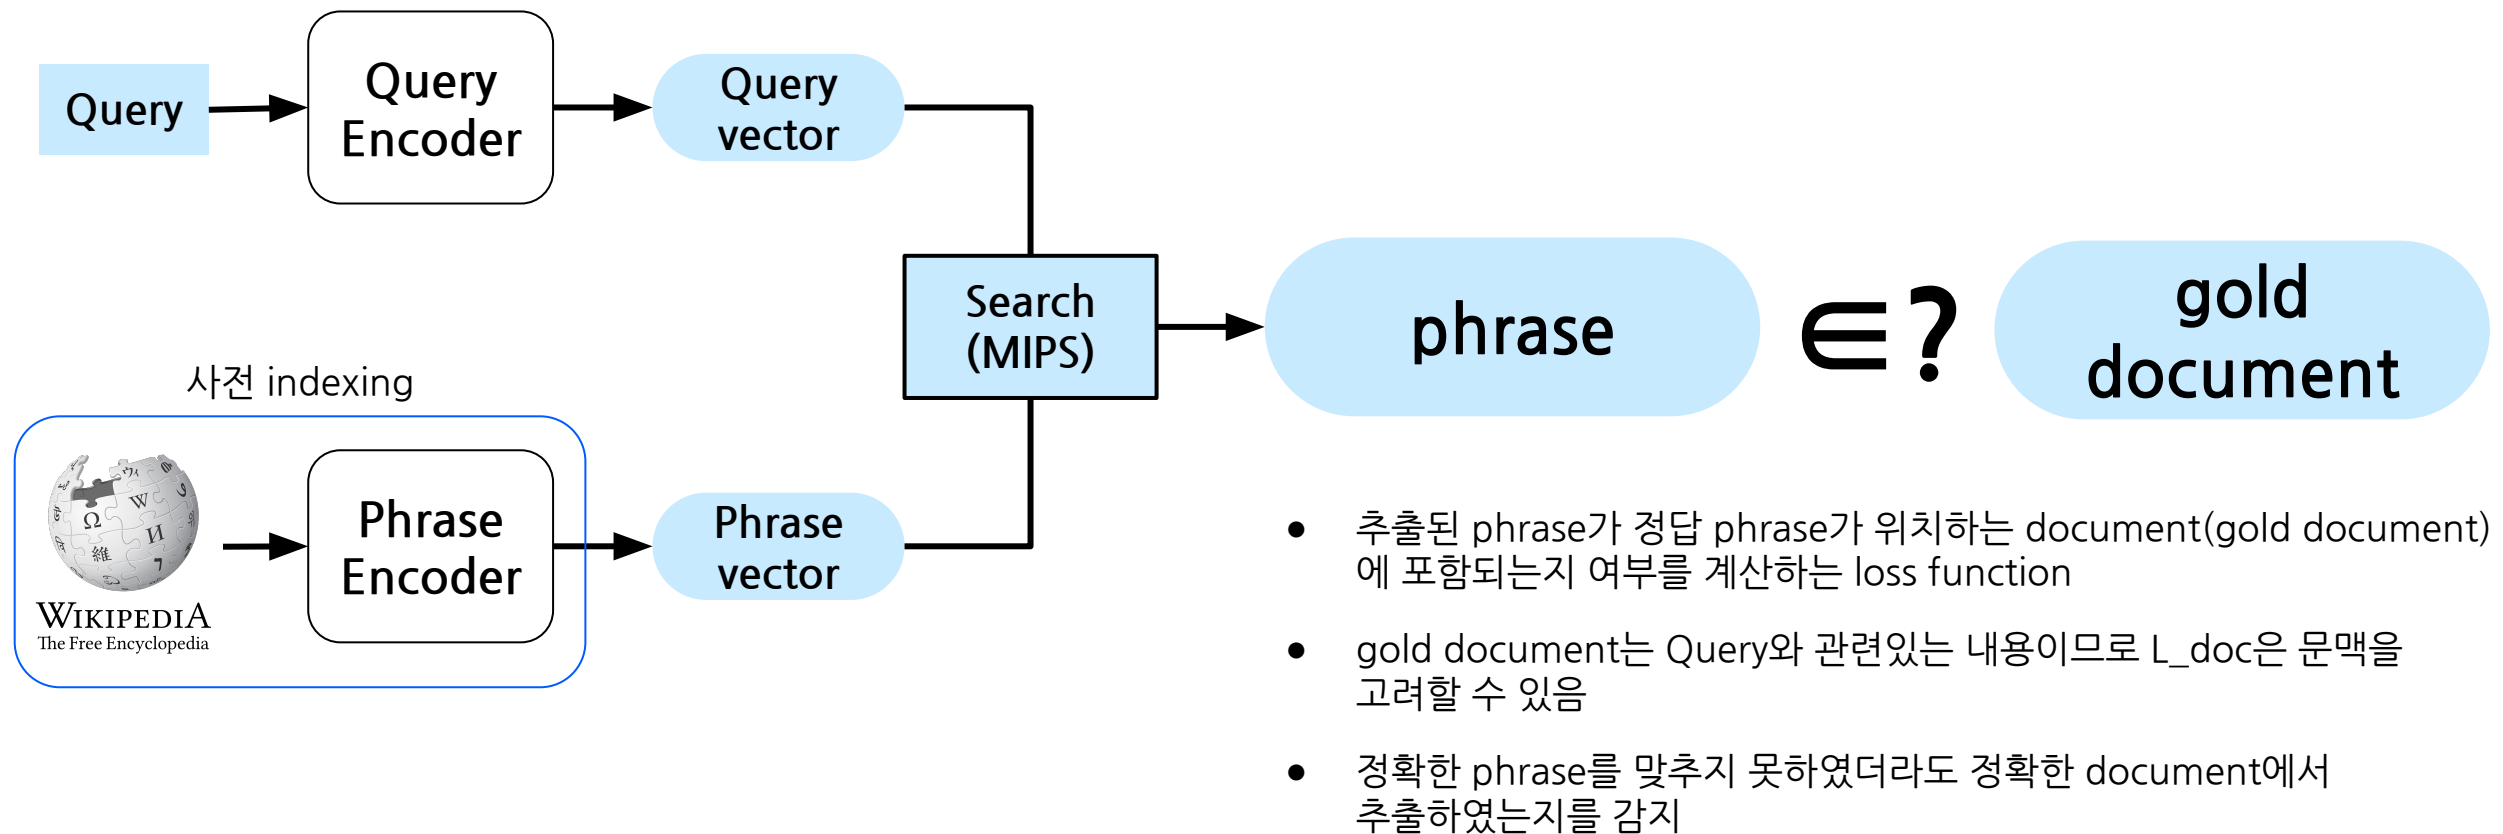 Query
Query
Encoder
Query
vector
Search
(MIPS)
phrase
∈ ?
gold
document
사전 indexing
WIKIPEDIA
The Free Encyclopedia
Phrase
Encoder
Phrase
vector
● 추출된 phrase가 정답 phrase가 위치하는 document(gold document)
에 포함되는지 여부를 계산하는 loss function
● gold document는 Query와 관련있는 내용이므로 L_doc은 문맥을
고려할 수 있음
● 정확한 phrase를 맞추지 못하였더라도 정확한 document에서
추출하였는지를 감지